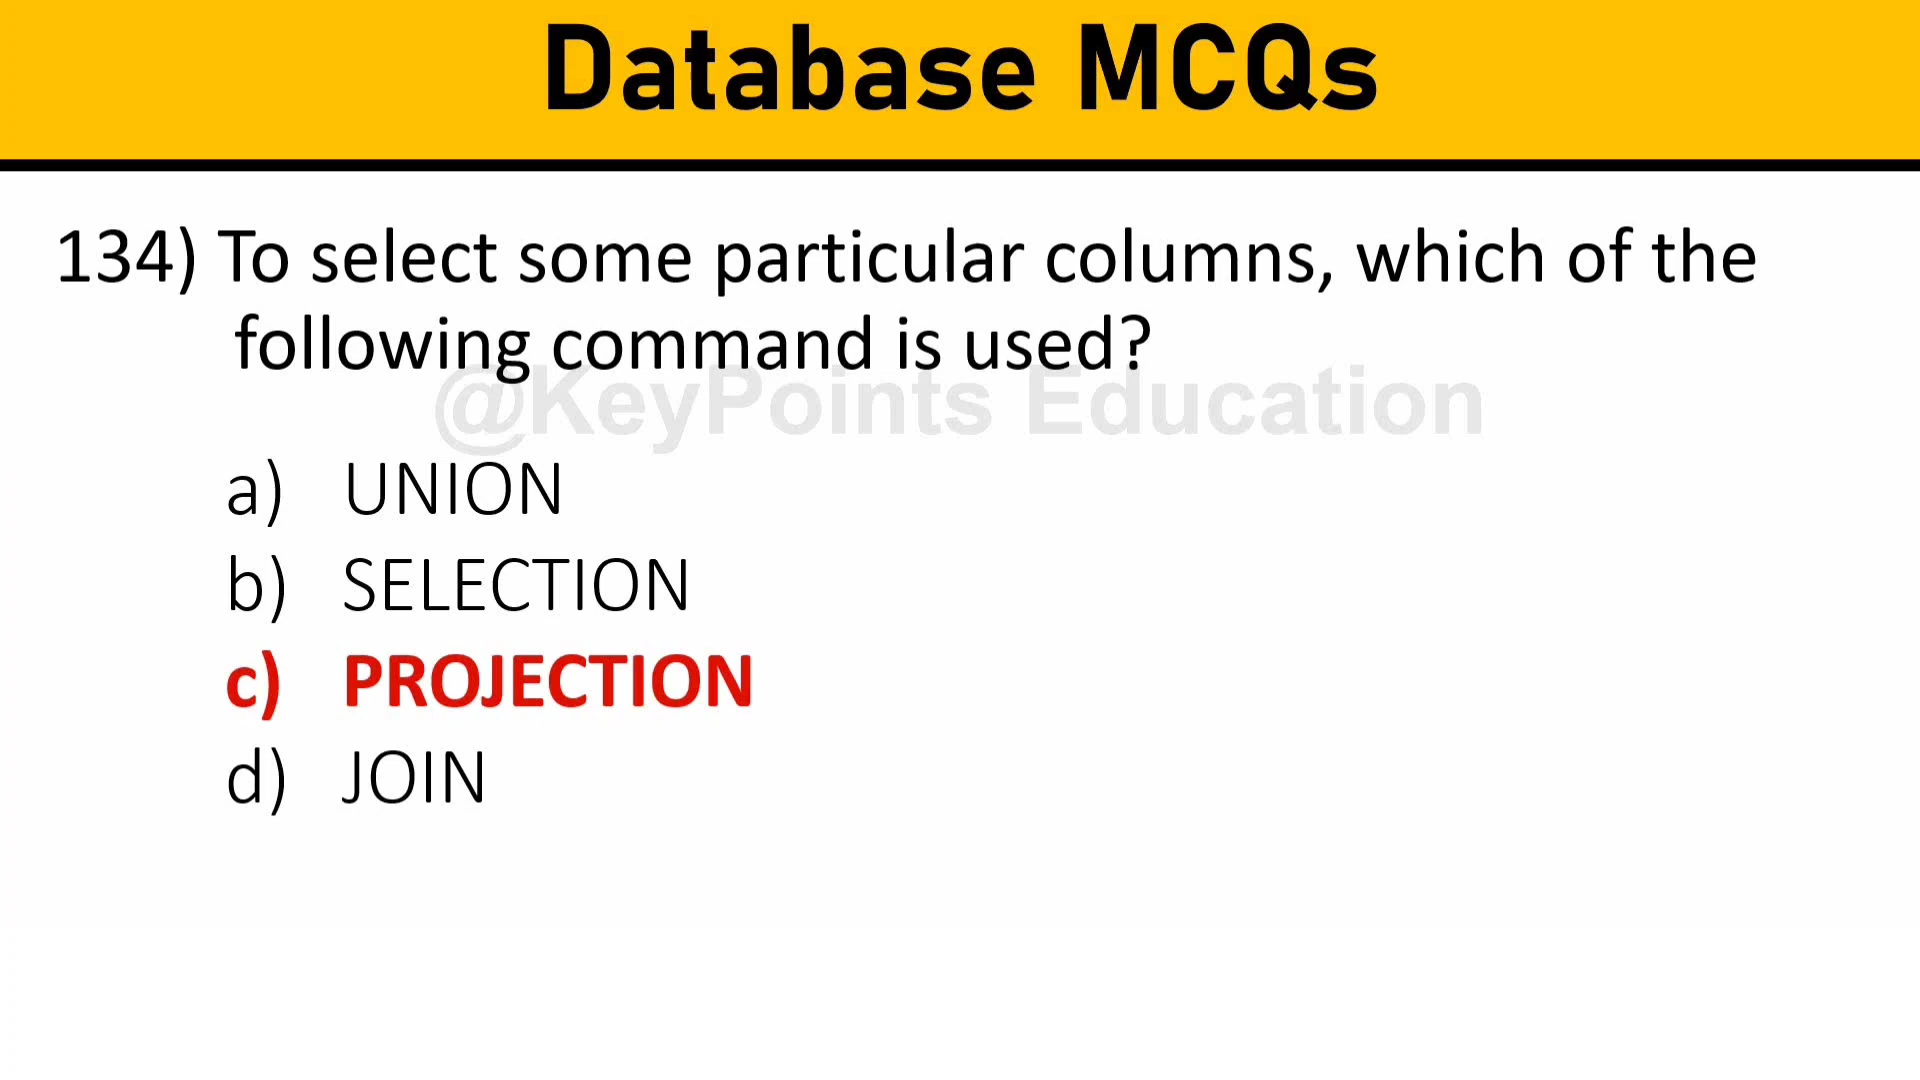 Database MCQs
134) To select some particular columns, which of the
following command is used?
@KeyPoints Education
a) UNION
b) SELECTION
c) PROJECTION
d) JOIN